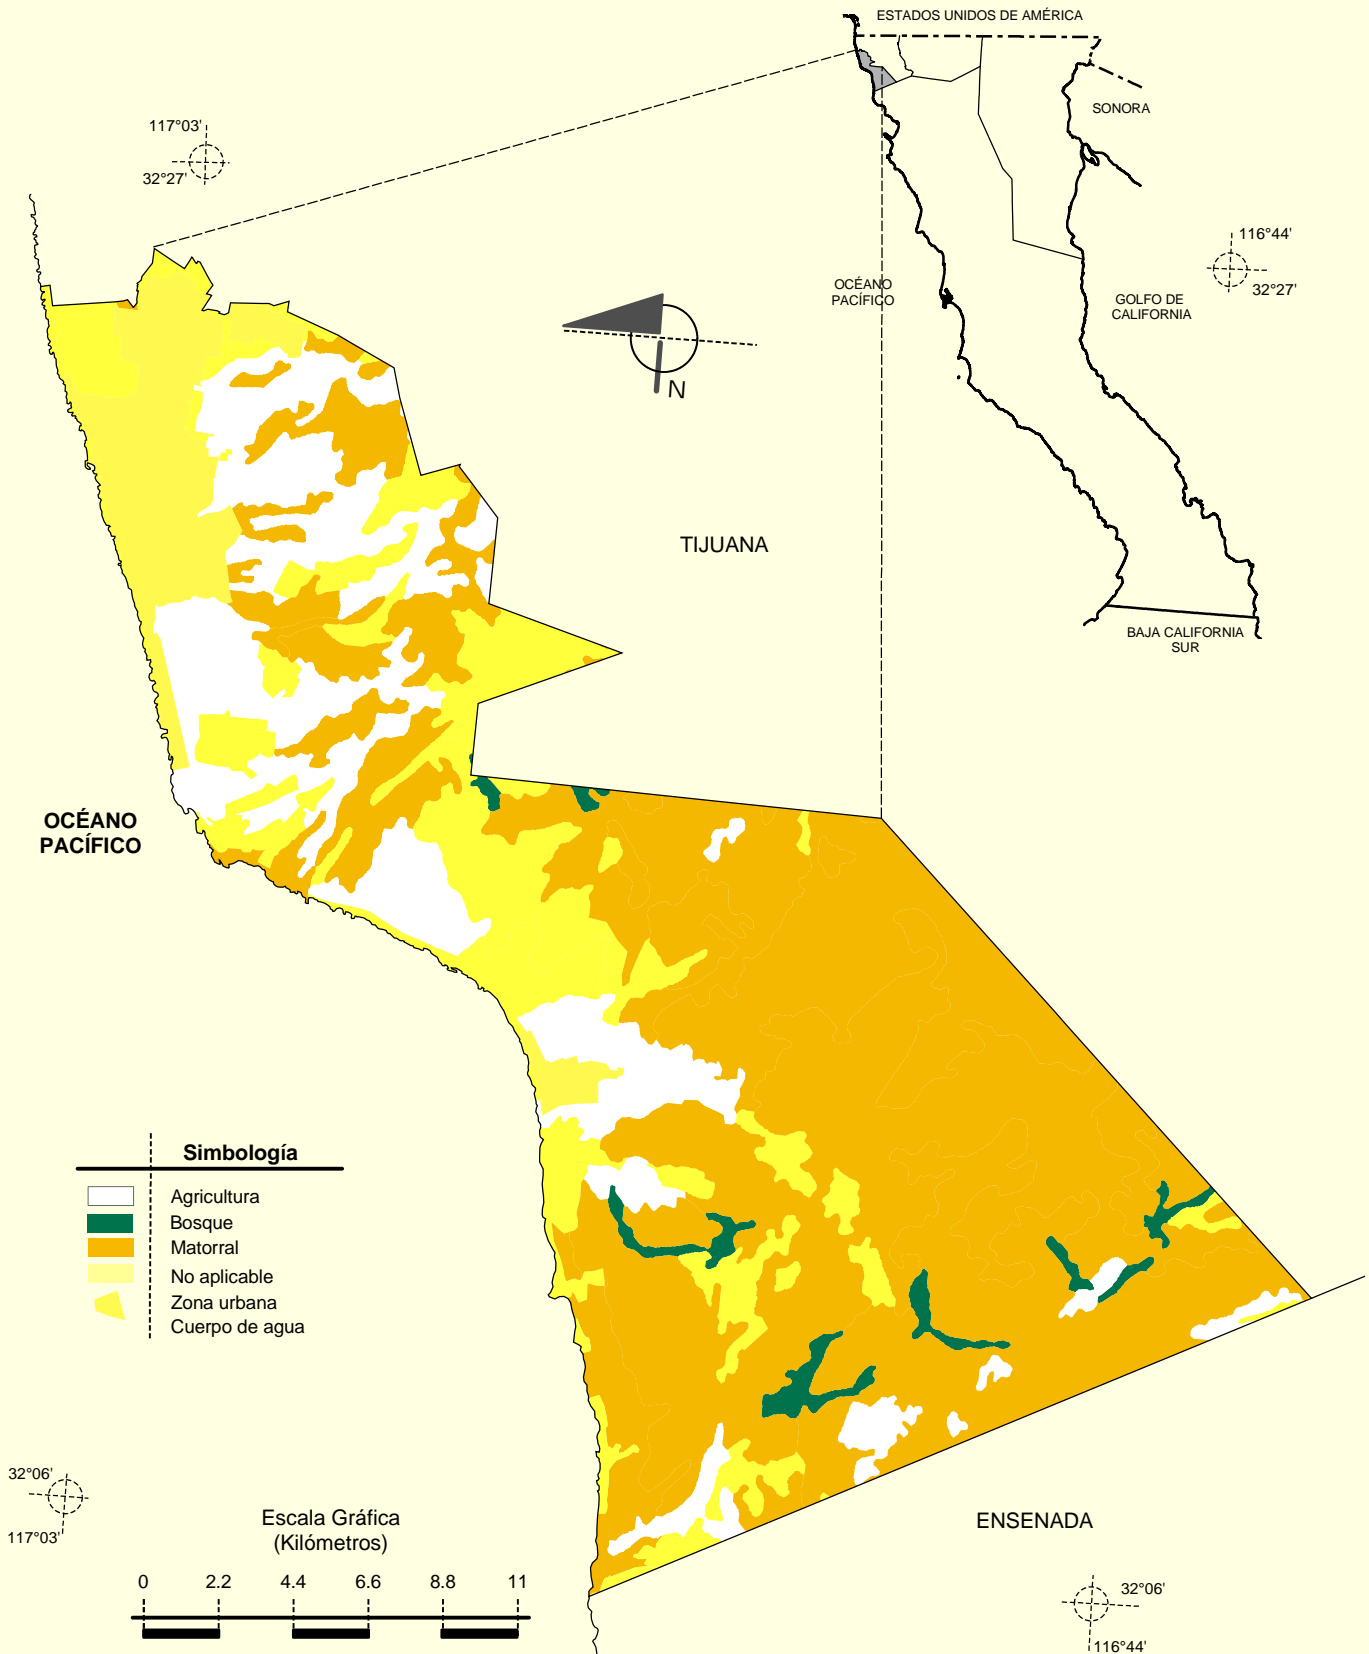 ESTADOS UNIDOS DE AMÉRICA
SONORA
117°03'
32°27'
116°44'
32°27'
OCÉANO
PACÍFICO
GOLFO DE
CALIFORNIA
N
TIJUANA
BAJA CALIFORNIA
SUR
OCÉANO
PACÍFICO
Simbología
Agricultura
Bosque
Matorral
No aplicable
Zona urbana
Cuerpo de agua
32°06'
117°03'
Escala Gráfica
(Kilómetros)
0 2.2 4.4 6.6 8.8 11
ENSENADA
32°06'
116°44'